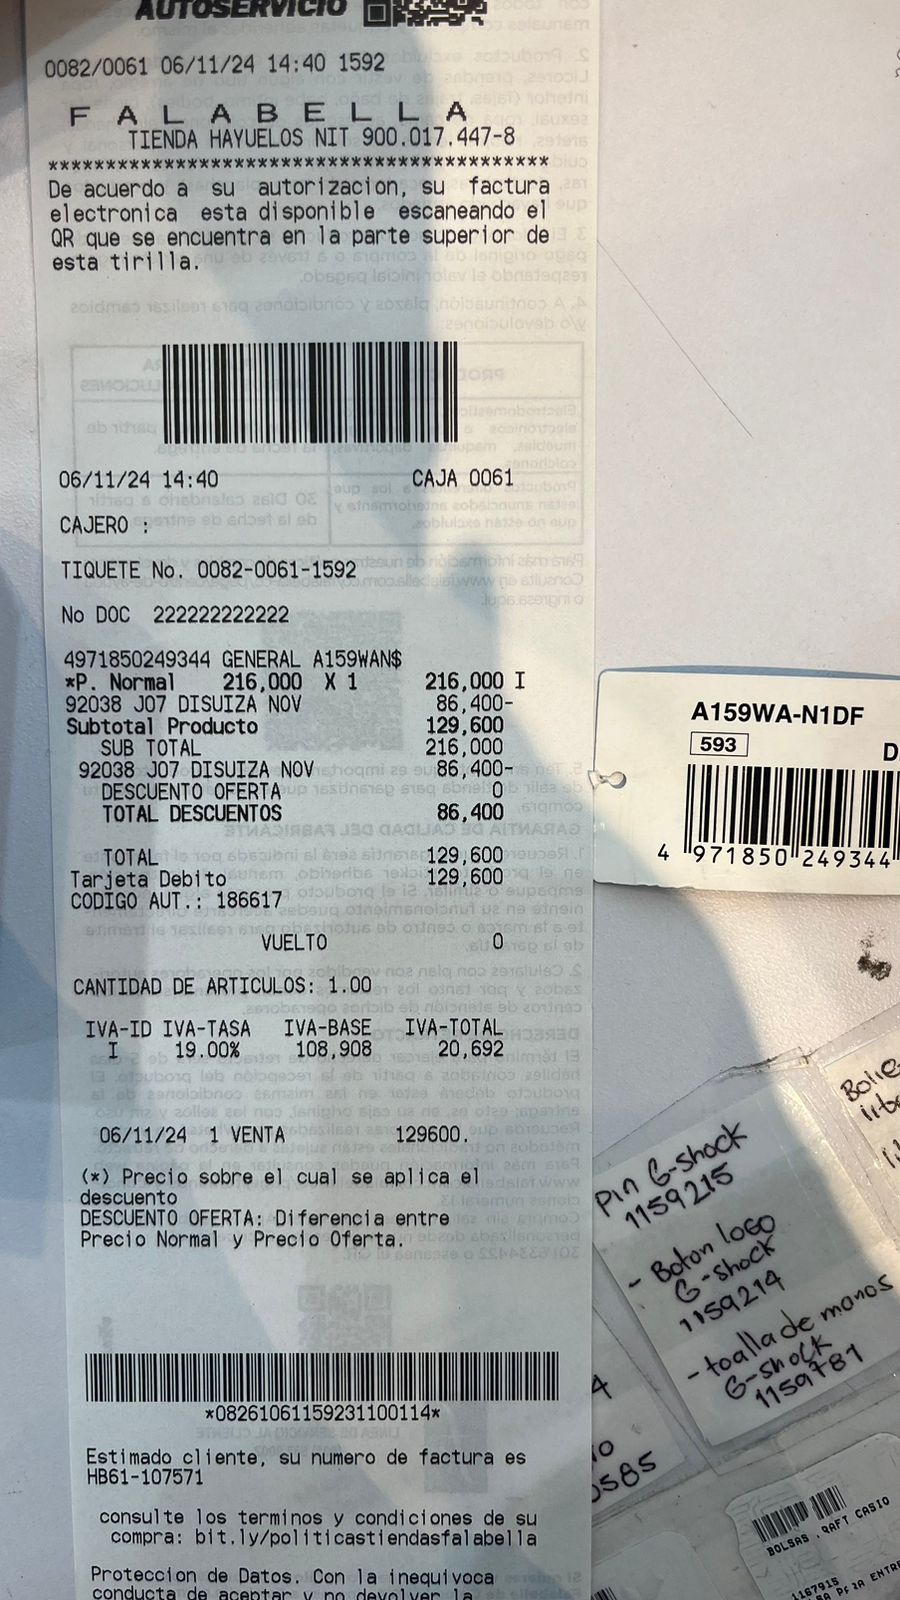 AUTOSERVICIO
0082/0061 06/11/24 14:40 1592
F A L A B E L L A
TIENDA HAYUELOS NIT 900.017.447-8
******************************************
De acuerdo a su autorizacion, su factura
electronica esta disponible escaneando el
QR que se encuentra en la parte superior de
esta tirilla.
06/11/24 14:40 CAJA 0061
CAJERO :
TIQUETE No. 0082-0061-1592
No DOC 222222222222
4971850249344 GENERAL A159WAN$
*P. Normal 216,000 X 1 216,000 I
92038 J07 DISUIZA NOV 86,400-
Subtotal Producto 129,600
SUB TOTAL 216,000
92038 J07 DISUIZA NOV 86,400-
DESCUENTO OFERTA 0
TOTAL DESCUENTOS 86,400
TOTAL 129,600
Tarjeta Debito 129,600
CODIGO AUT.: 186617
VUELTO 0
CANTIDAD DE ARTICULOS: 1.00
IVA-ID IVA-TASA IVA-BASE IVA-TOTAL
I 19.00% 108,908 20,692
06/11/24 1 VENTA 129600.
(*) Precio sobre el cual se aplica el
descuento
DESCUENTO OFERTA: Diferencia entre
Precio Normal y Precio Oferta.
*08261061159231100114*
Estimado cliente, su numero de factura es
HB61-107571
consulte los terminos y condiciones de su
compra: bit.ly/politicastiendasfalabella
Proteccion de Datos. Con la inequivoca
conducta de aceptar y no devolver la
A159WA-N1DF
593
4 971850 249344
Pin G-shock
1159215
- Boton logo
G-shock
1159214
- toalla de manos
G-shock
1159781
BOLSAS
CASIO
1167915